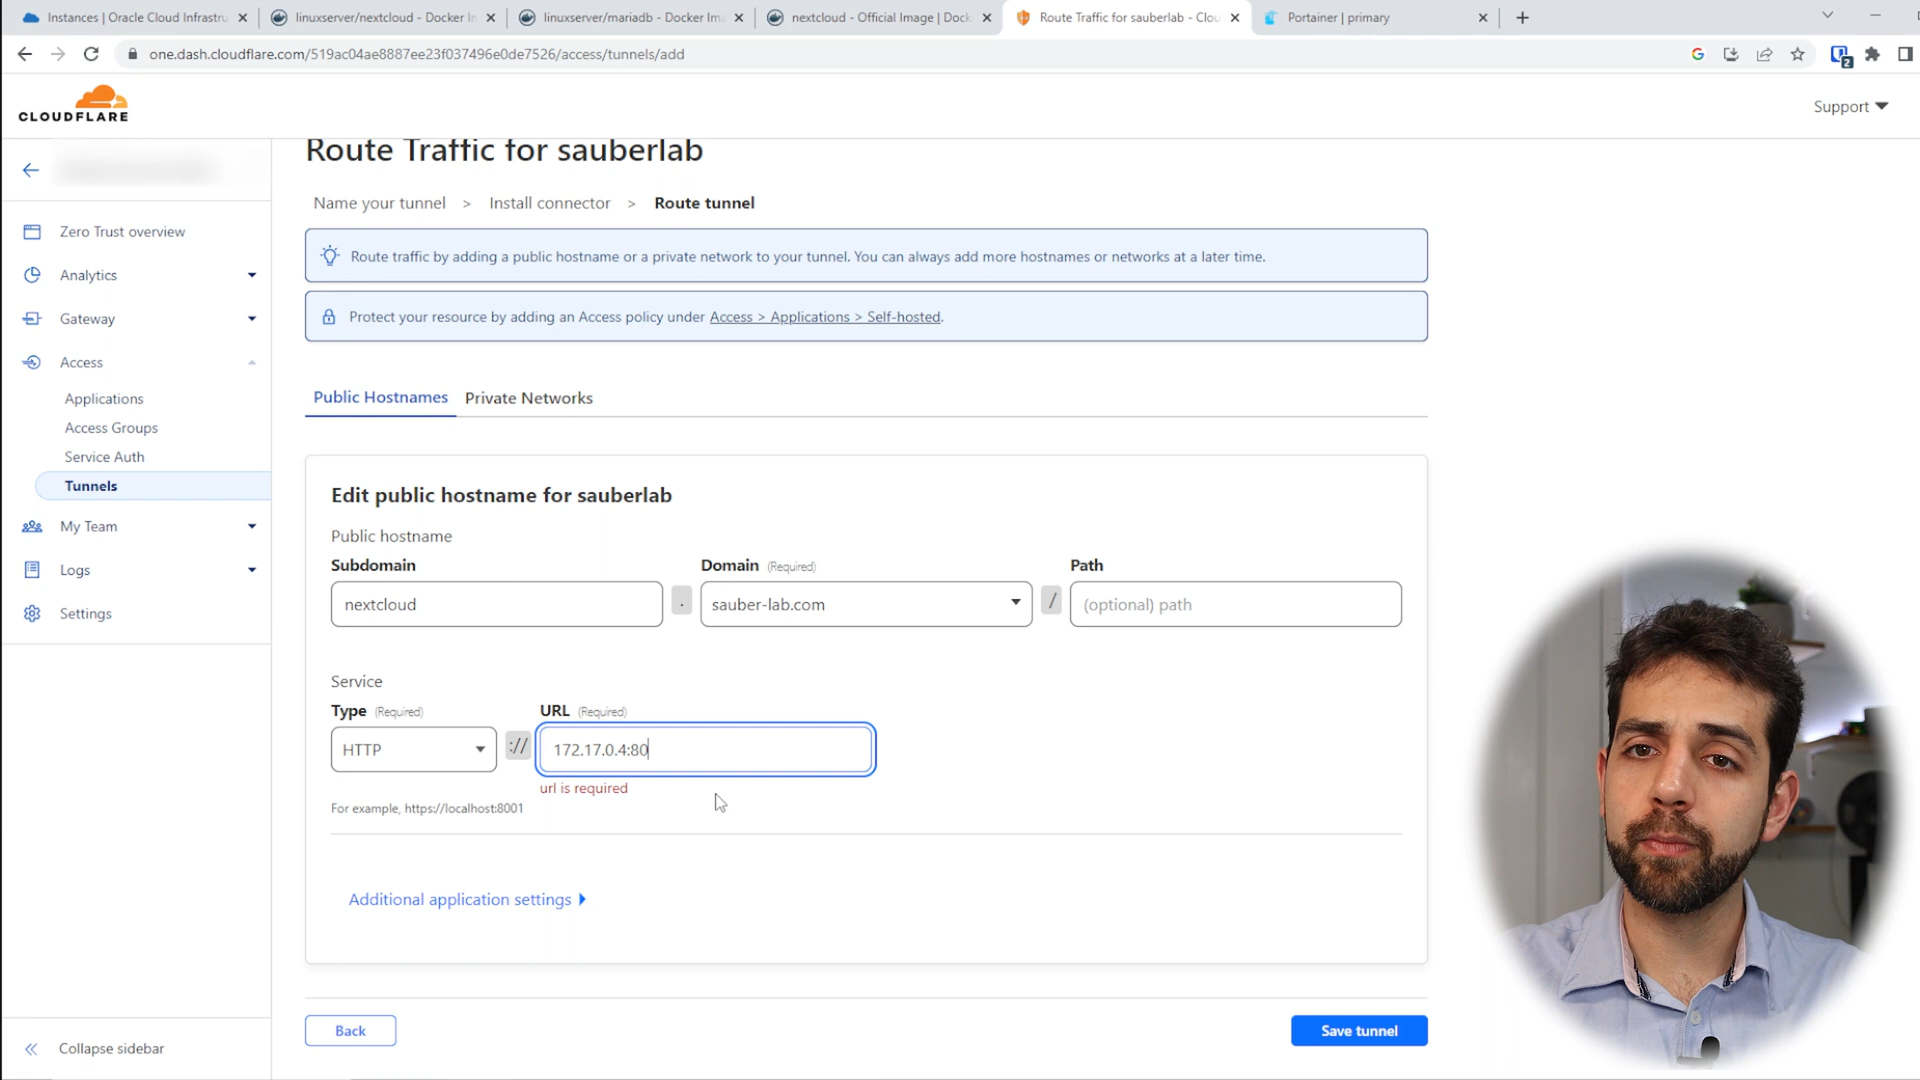 Instances | Oracle Cloud Infrastru
linuxserver/nextcloud - Docker In
linuxserver/mariadb - Docker Ima
nextcloud - Official Image | Dock
Route Traffic for sauberlab - Clou
Portainer | primary
one.dash.cloudflare.com/519ac04ae8887ee23f037496e0de7526/access/tunnels/add
G
2
CLOUDFLARE
Support
Route Traffic for sauberlab
Name your tunnel > Install connector > Route tunnel
Route traffic by adding a public hostname or a private network to your tunnel. You can always add more hostnames or networks at a later time.
Protect your resource by adding an Access policy under Access > Applications > Self-hosted.
Zero Trust overview
Analytics
Gateway
Access
Applications
Access Groups
Service Auth
Tunnels
My Team
Logs
Settings
Collapse sidebar
Public Hostnames Private Networks
Edit public hostname for sauberlab
Public hostname
Subdomain Domain (Required) Path
nextcloud . sauber-lab.com / (optional) path
Service
Type (Required) URL (Required)
HTTP :// 172.17.0.4:80
url is required
For example, https://localhost:8001
Additional application settings
Back Save tunnel